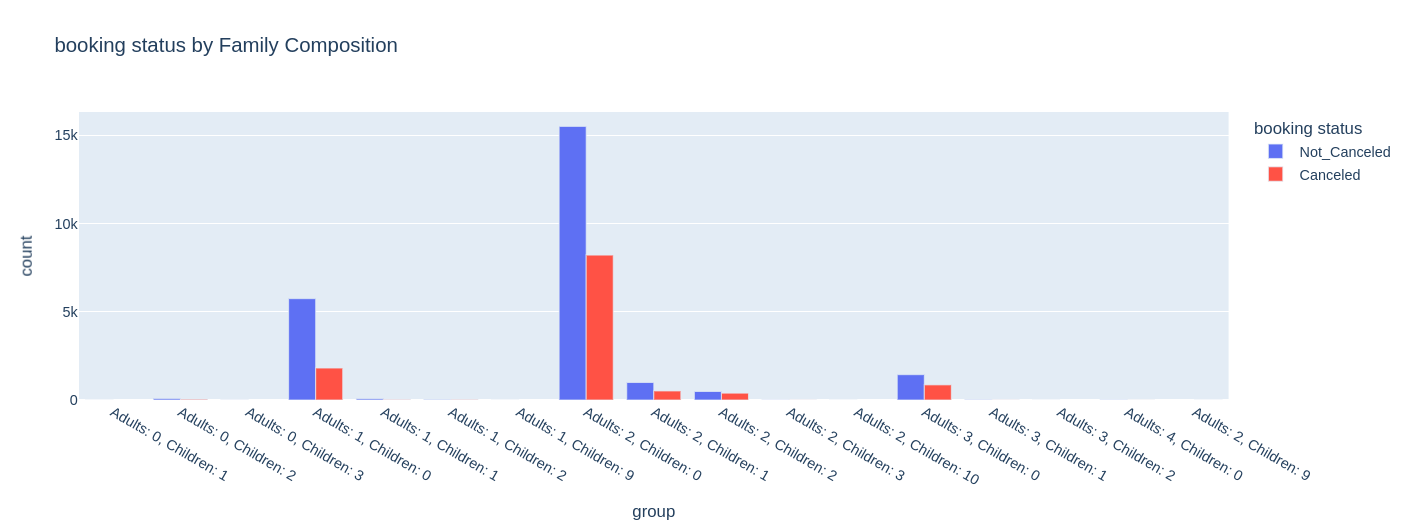 booking status by Family Composition
15k
10k
5k
0
count
Adults: 0, Children: 1
Adults: 0, Children: 2
Adults: 0, Children: 3
Adults: 1, Children: 0
Adults: 1, Children: 1
Adults: 1, Children: 2
Adults: 1, Children: 9
Adults: 2, Children: 0
Adults: 2, Children: 1
Adults: 2, Children: 2
Adults: 2, Children: 3
Adults: 2, Children: 10
Adults: 3, Children: 0
Adults: 3, Children: 1
Adults: 3, Children: 2
Adults: 4, Children: 0
Adults: 2, Children: 9
group
booking status
Not_Canceled
Canceled